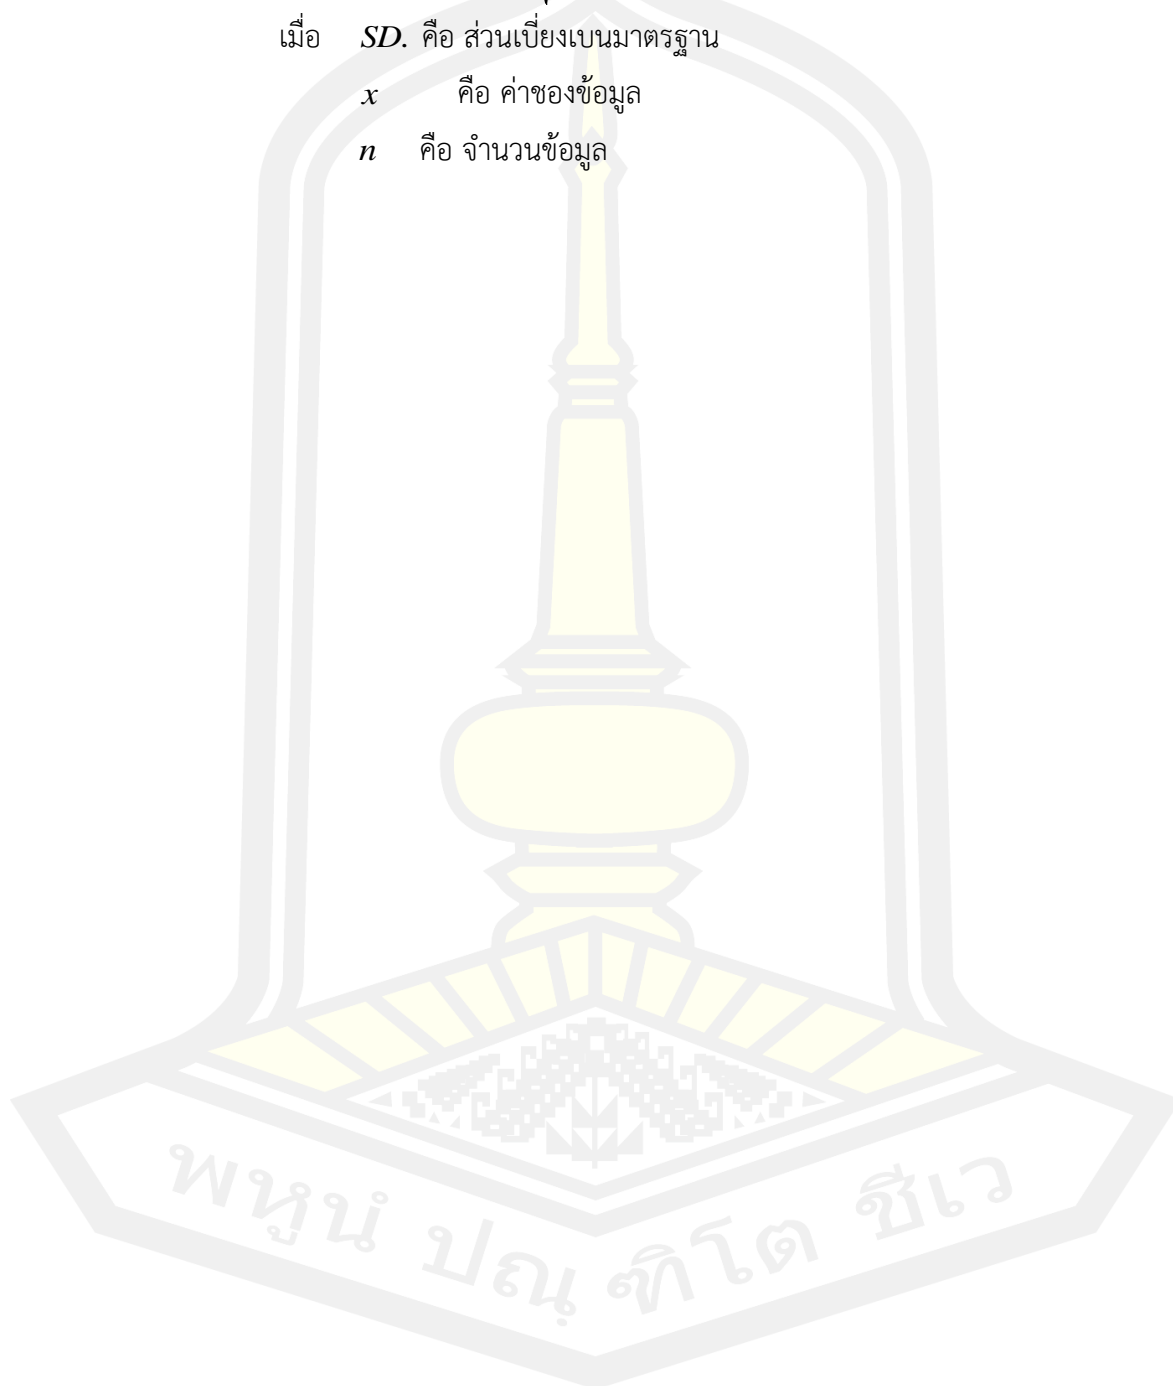 เมื่อ SD. คือ ส่วนเบี่ยงเบนมาตรฐาน
x คือ ค่าชองข้อมูล
n คือ จำนวนข้อมูล
พหูนํ ปณฺ ฑิโต ชีเว